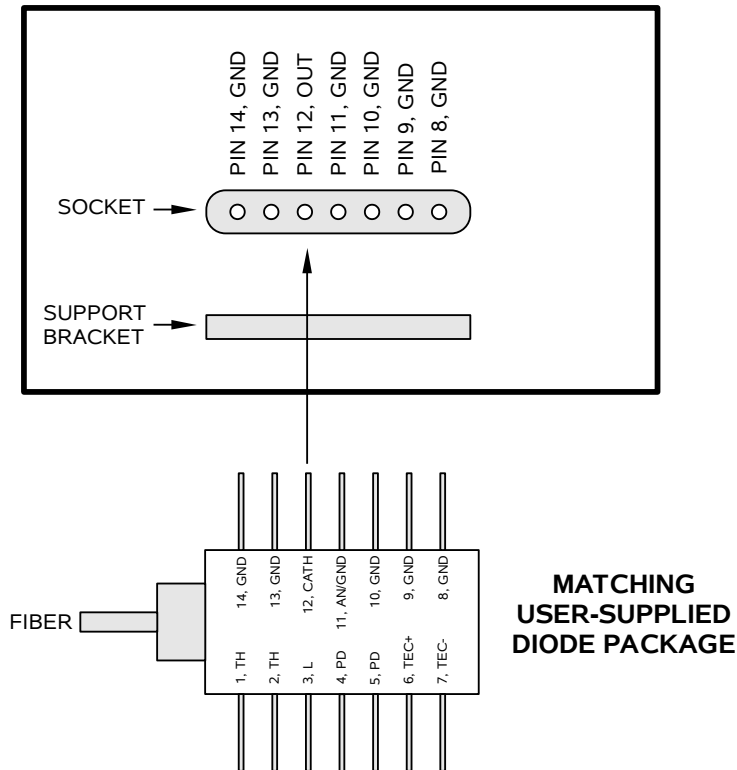 PIN 14, GND
PIN 13, GND
PIN 12, OUT
PIN 11, GND
PIN 10, GND
PIN 9, GND
PIN 8, GND
SOCKET
SUPPORT
BRACKET
14, GND
13, GND
12, CATH
11, AN/GND
10, GND
9, GND
8, GND
FIBER
1, TH
2, TH
3, L
4, PD
5, PD
6, TEC+
7, TEC-
MATCHING
USER-SUPPLIED
DIODE PACKAGE